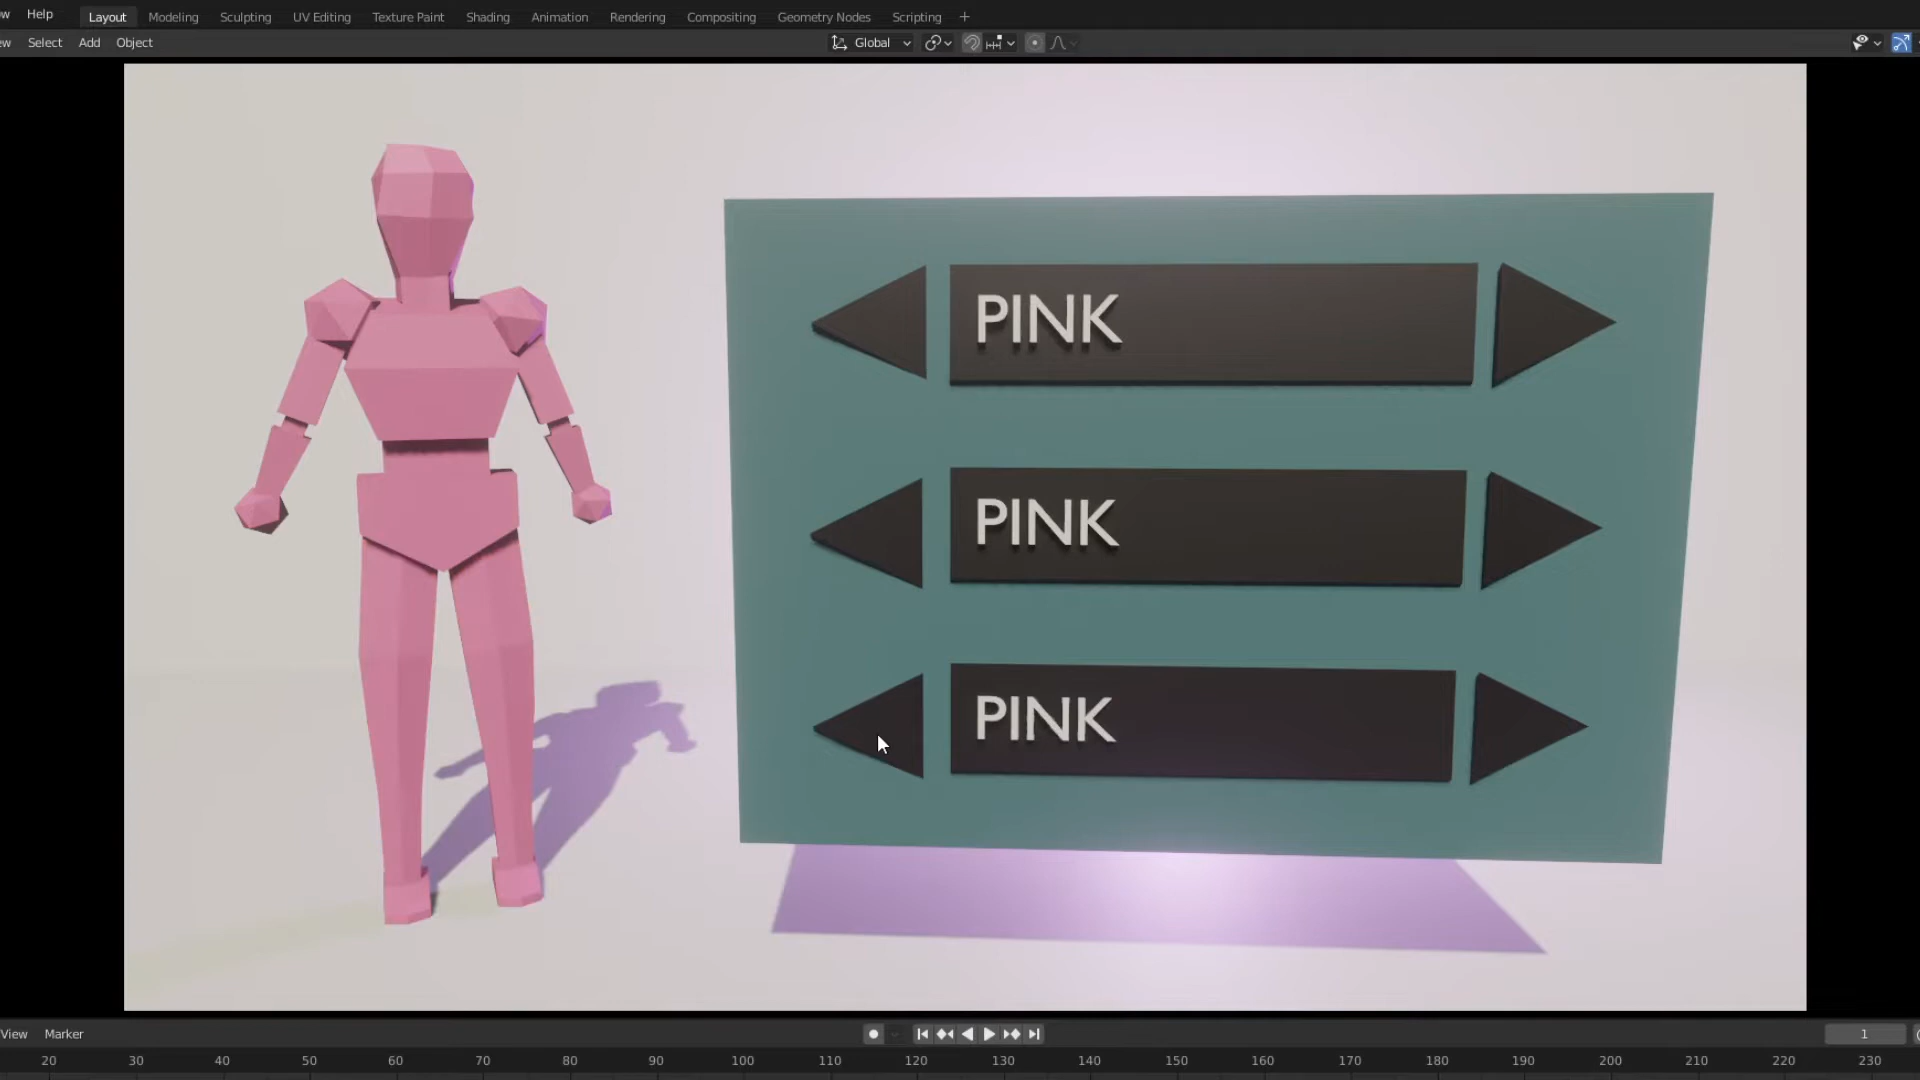 Help Layout Modeling Sculpting UV Editing Texture Paint Shading Animation Rendering Compositing Geometry Nodes Scripting +
Select Add Object Global
PINK
PINK
PINK
View Marker 1
20 30 40 50 60 70 80 90 100 110 120 130 140 150 160 170 180 190 200 210 220 230